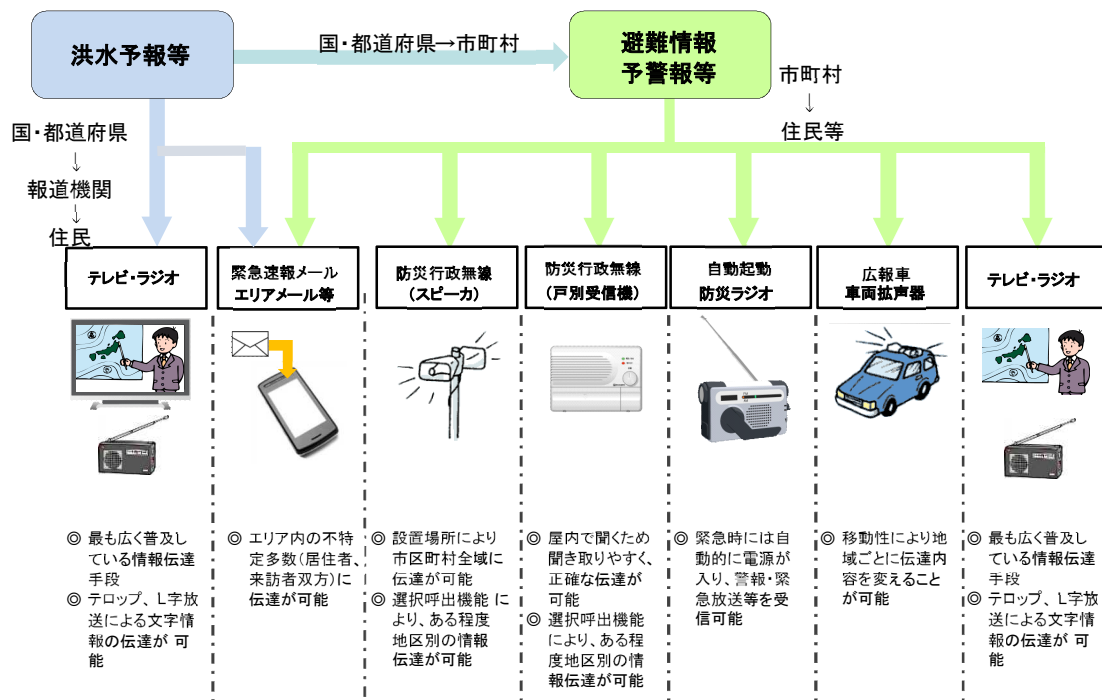 洪水予報等
国・都道府県→市町村
避難情報
予警報等
市町村
↓
住民等
国・都道府県
↓
報道機関
↓
住民
テレビ・ラジオ
緊急速報メール
エリアメール等
防災行政無線
(スピーカ)
防災行政無線
(戸別受信機)
自動起動
防災ラジオ
広報車
車両拡声器
テレビ・ラジオ
◎ 最も広く普及し
ている情報伝達
手段
◎ テロップ、L字放
送による文字情
報の伝達が 可
能
◎ エリア内の不特
定多数(居住者、
来訪者双方)に
伝達が可能
◎ 設置場所により
市区町村全域に
伝達が可能
◎ 選択呼出機能 に
より、ある程度
地区別の情報
伝達が可能
◎ 屋内で聞くため
聞き取りやすく、
正確な伝達が
可能
◎ 選択呼出機能
により、ある程
度地区別の情
報伝達が可能
◎ 緊急時には自
動的に電源が
入り、警報・緊
急放送等を受
信可能
◎ 移動性により地
域ごとに伝達内
容を変えること
が可能
◎ 最も広く普及し
ている情報伝達
手段
◎ テロップ、L字放
送による文字情
報の伝達が 可
能